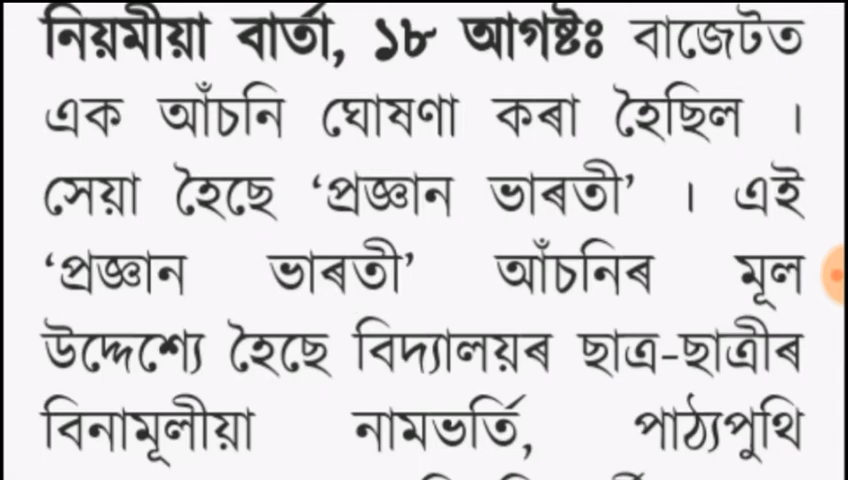 নিয়মীয়া বাৰ্তা, ১৮ আগষ্টঃ বাজেটত
এক আঁচনি ঘোষণা কৰা হৈছিল ।
সেয়া হৈছে ‘প্ৰজ্ঞান ভাৰতী’ । এই
‘প্ৰজ্ঞান ভাৰতী’ আঁচনিৰ মূল
উদ্দেশ্যে হৈছে বিদ্যালয়ৰ ছাত্ৰ-ছাত্ৰীৰ
বিনামূলীয়া নামভৰ্তি, পাঠ্যপুথি